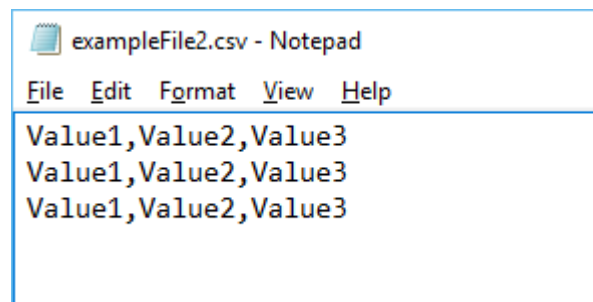 exampleFile2.csv - Notepad
File Edit Format View Help
Value1,Value2,Value3
Value1,Value2,Value3
Value1,Value2,Value3